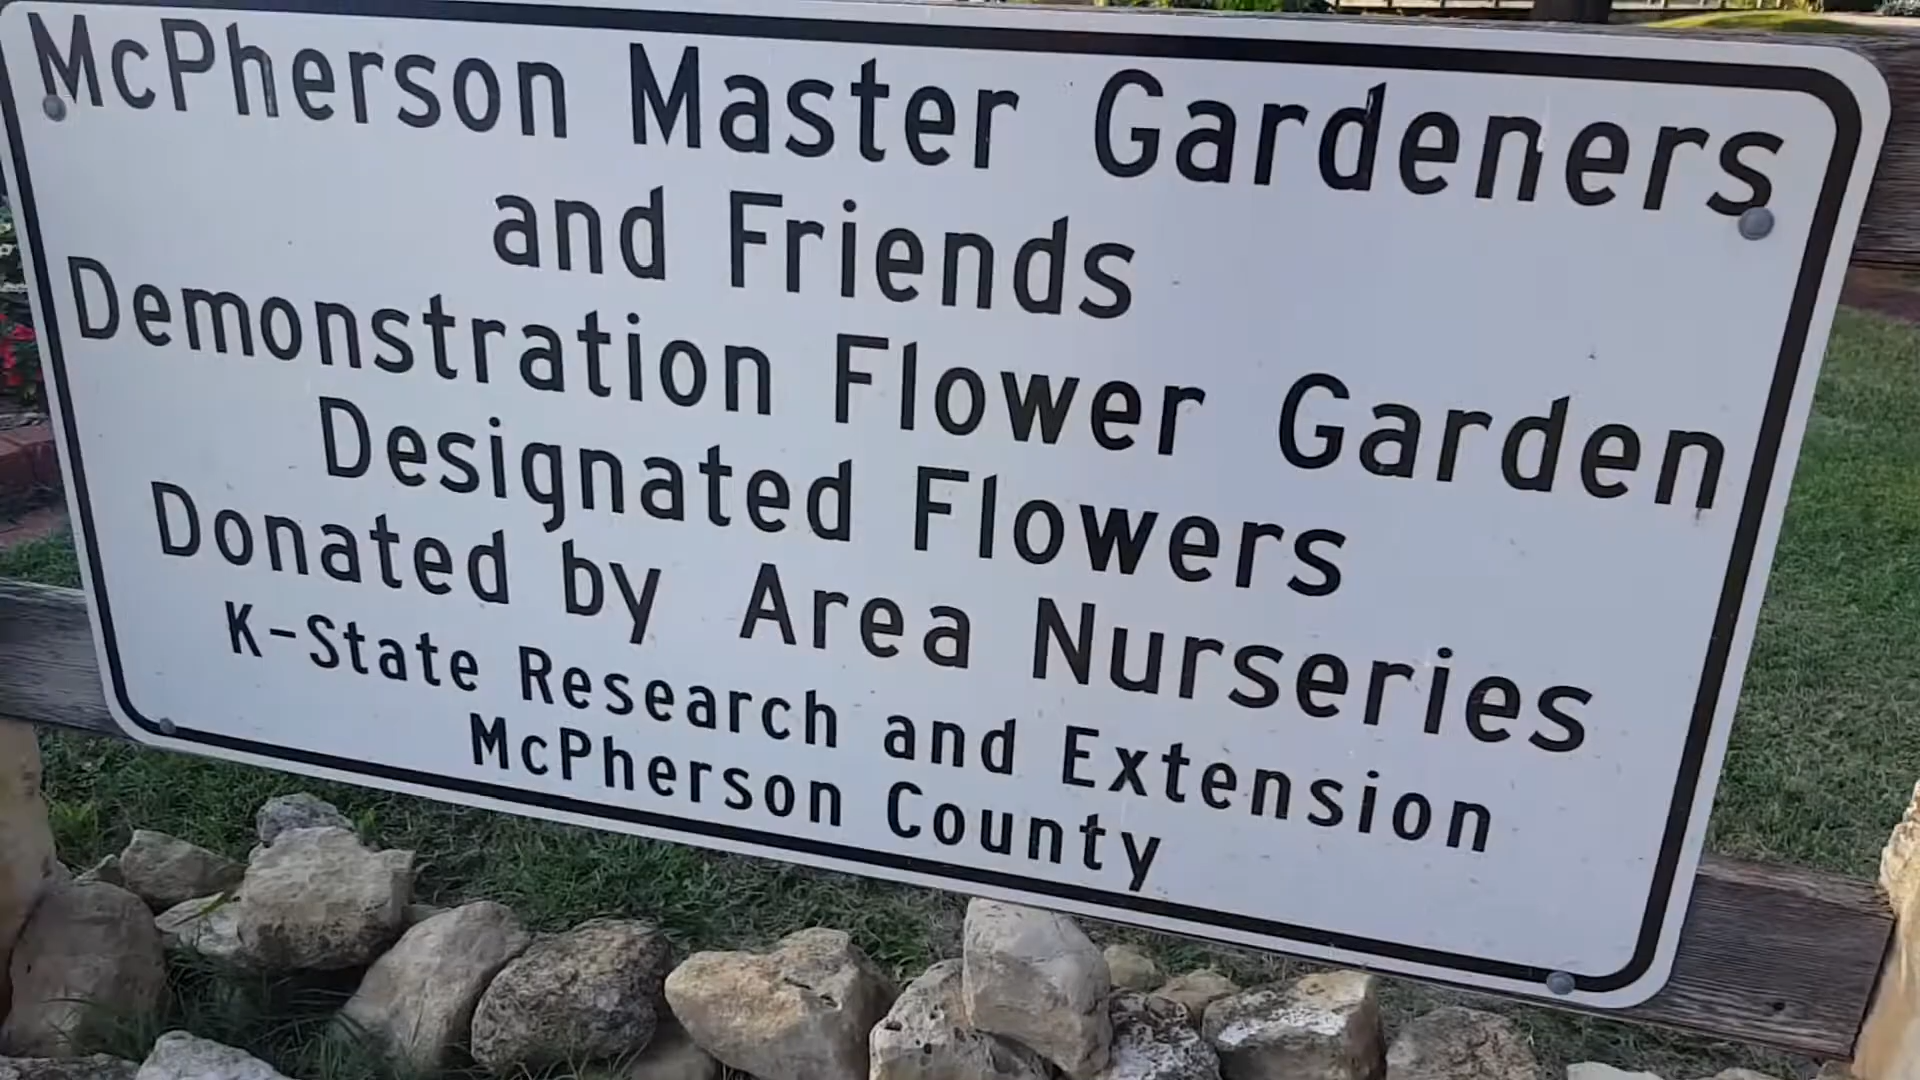 McPherson Master Gardeners
and Friends
Demonstration Flower Garden
Designated Flowers
Donated by Area Nurseries
K-State Research and Extension
McPherson County